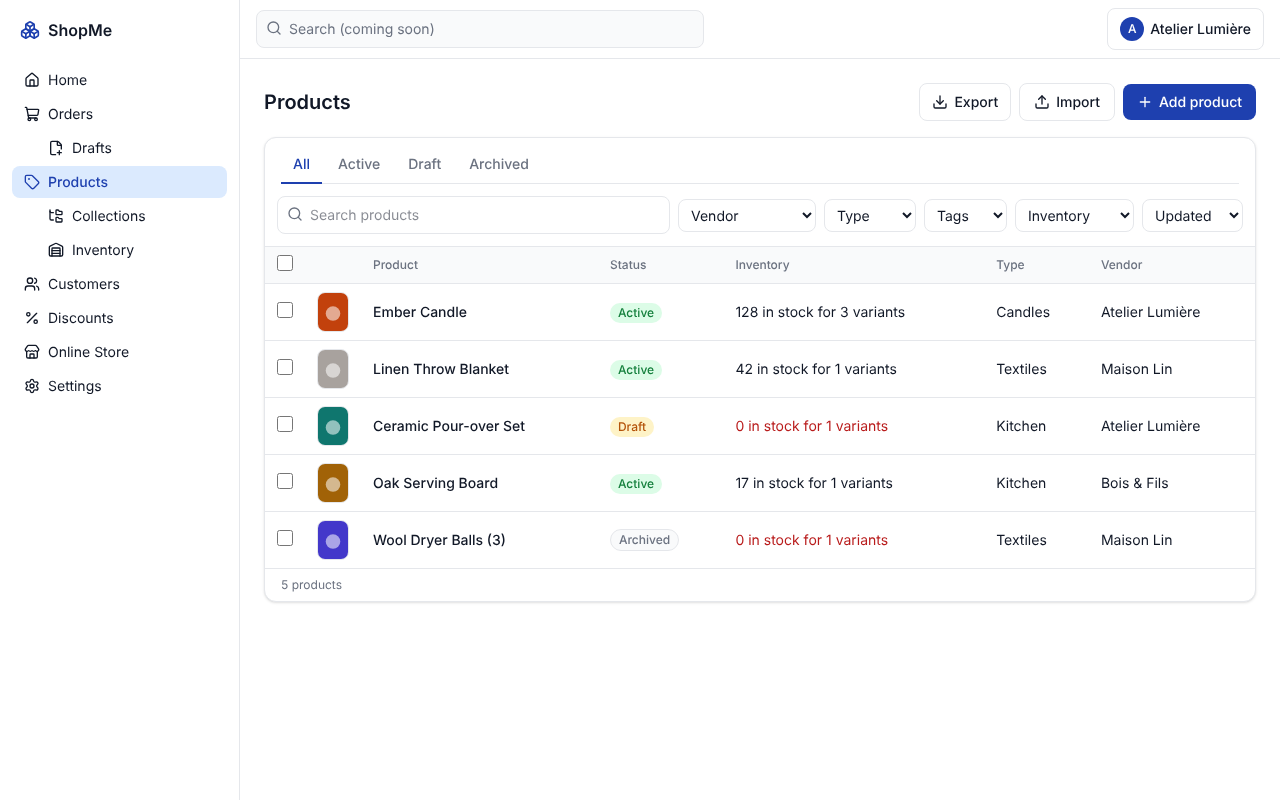 ShopMe
Search (coming soon)
A Atelier Lumière
Home
Orders
Drafts
Products
Collections
Inventory
Customers
Discounts
Online Store
Settings
Products
Export Import Add product
All Active Draft Archived
Search products Vendor Type Tags Inventory Updated
Product Status Inventory Type Vendor
Ember Candle Active 128 in stock for 3 variants Candles Atelier Lumière
Linen Throw Blanket Active 42 in stock for 1 variants Textiles Maison Lin
Ceramic Pour-over Set Draft 0 in stock for 1 variants Kitchen Atelier Lumière
Oak Serving Board Active 17 in stock for 1 variants Kitchen Bois & Fils
Wool Dryer Balls (3) Archived 0 in stock for 1 variants Textiles Maison Lin
5 products